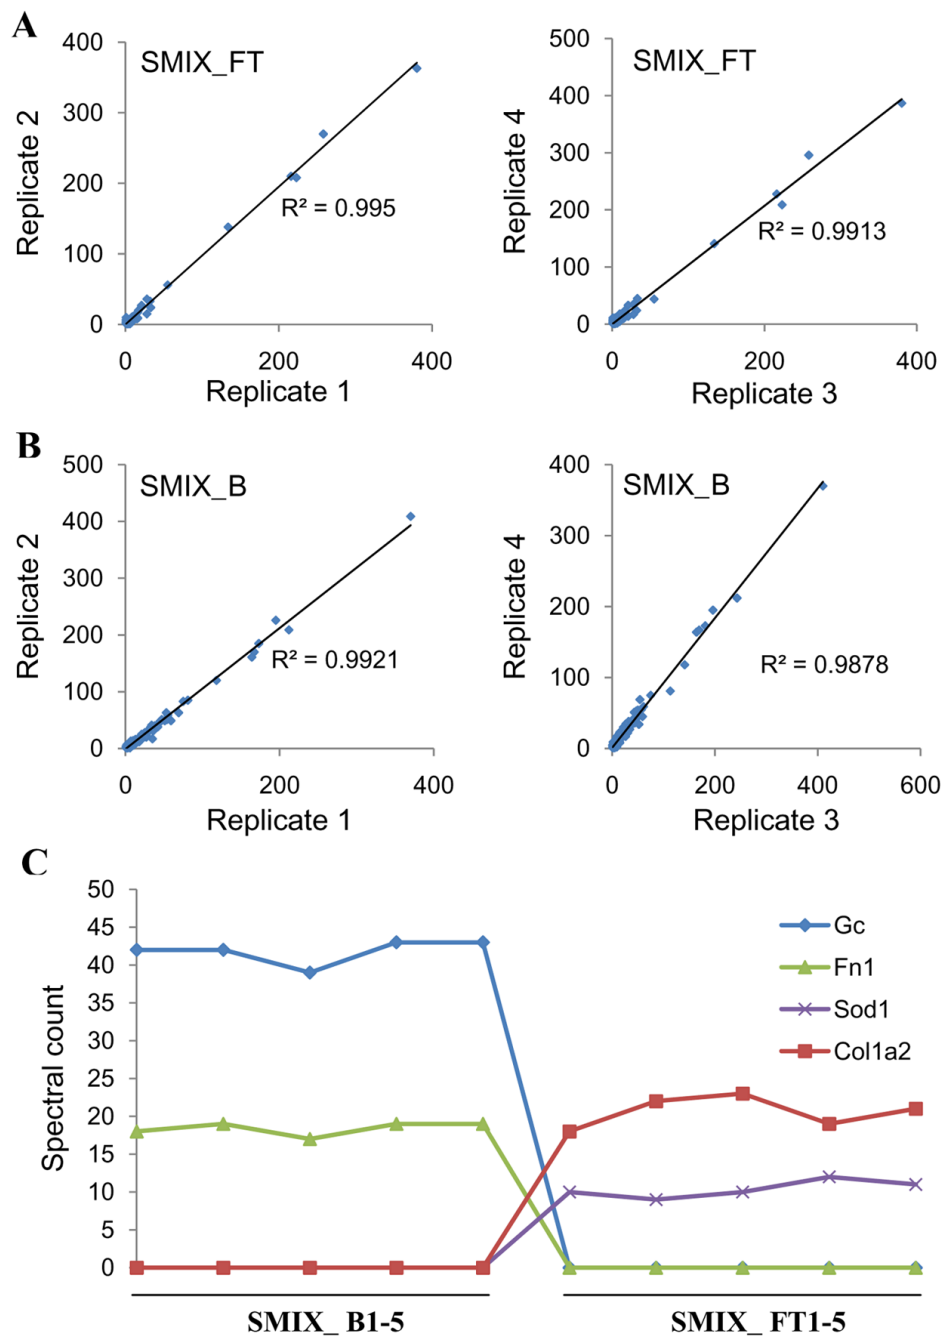 A
SMIX_FT
Replicate 2
400
300
200
100
0
R² = 0.995
0 200 400
Replicate 1
SMIX_FT
Replicate 4
500
400
300
200
100
0
R² = 0.9913
0 200 400
Replicate 3
B
SMIX_B
Replicate 2
500
400
300
200
100
0
R² = 0.9921
0 200 400
Replicate 1
SMIX_B
Replicate 4
400
300
200
100
0
R² = 0.9878
0 200 400 600
Replicate 3
C
Spectral count
50
45
40
35
30
25
20
15
10
5
0
Gc
Fn1
Sod1
Col1a2
SMIX_ B1-5
SMIX_ FT1-5